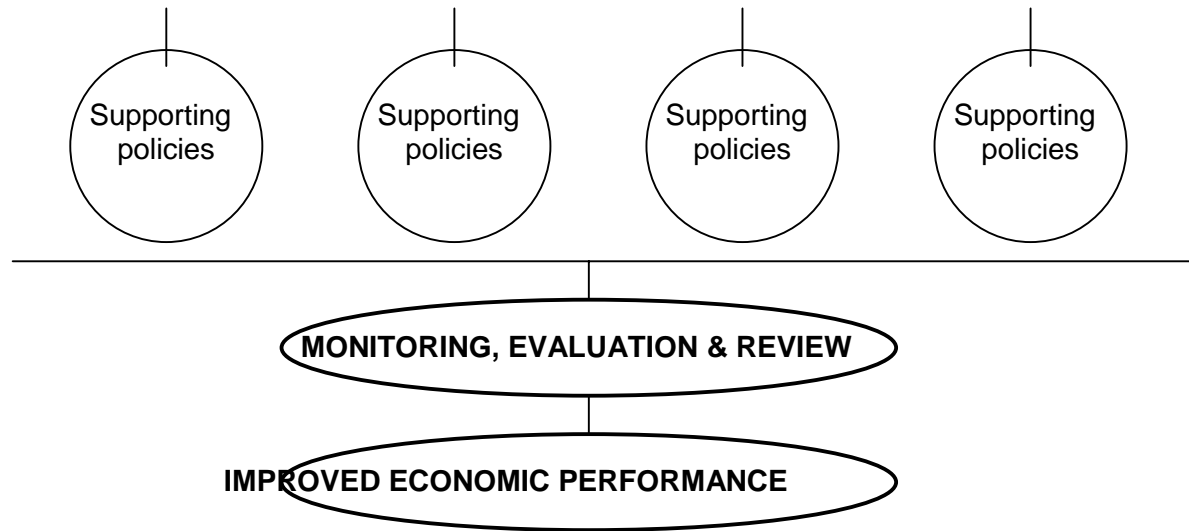 Supporting
policies
Supporting
policies
Supporting
policies
Supporting
policies
MONITORING, EVALUATION & REVIEW
IMPROVED ECONOMIC PERFORMANCE